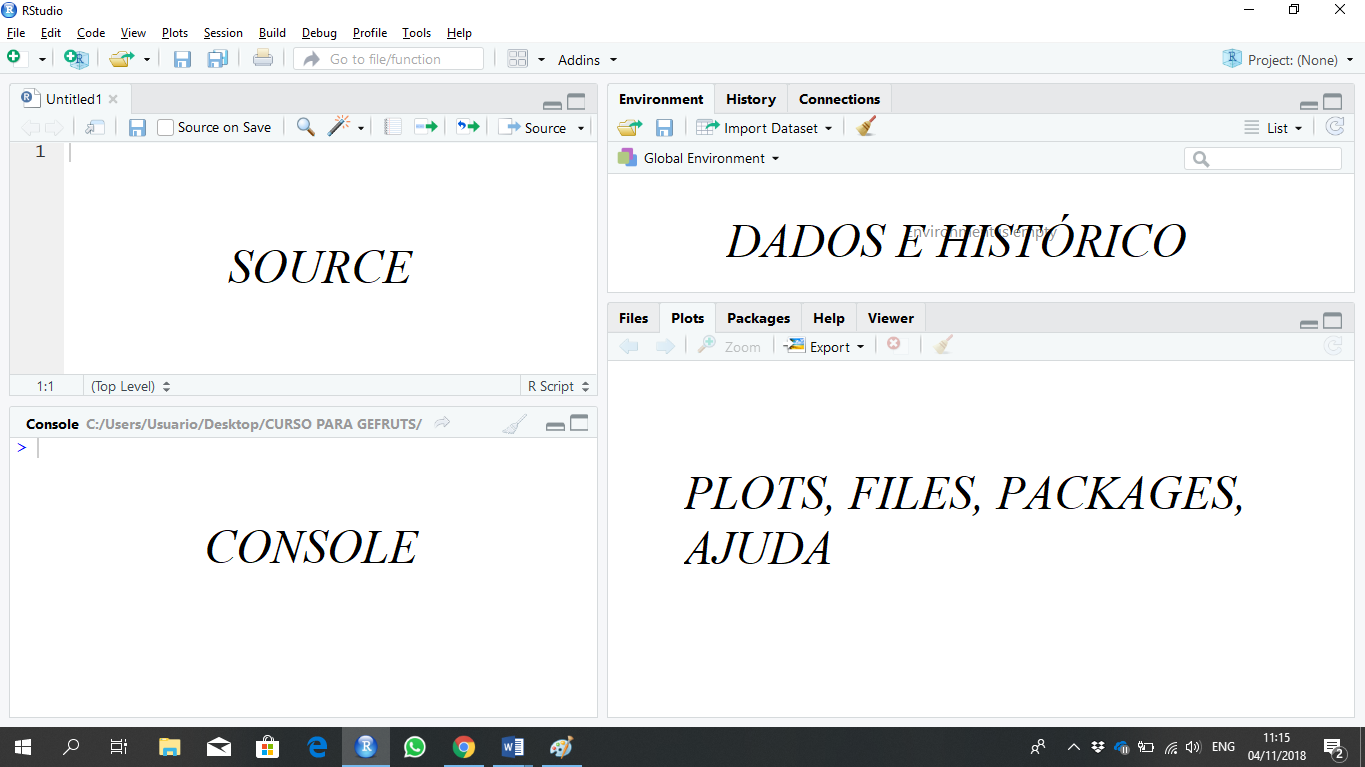 RStudio
File Edit Code View Plots Session Build Debug Profile Tools Help
Go to file/function Addins Project: (None)
Untitled1
Source on Save Source
1
SOURCE
1:1 (Top Level) R Script
Console C:/Users/Usuario/Desktop/CURSO PARA GEFRUTS/
>
CONSOLE
Environment History Connections
Import Dataset List
Global Environment
Environment is empty
DADOS E HISTÓRICO
Files Plots Packages Help Viewer
Zoom Export
PLOTS, FILES, PACKAGES,
AJUDA
ENG
11:15
04/11/2018
2